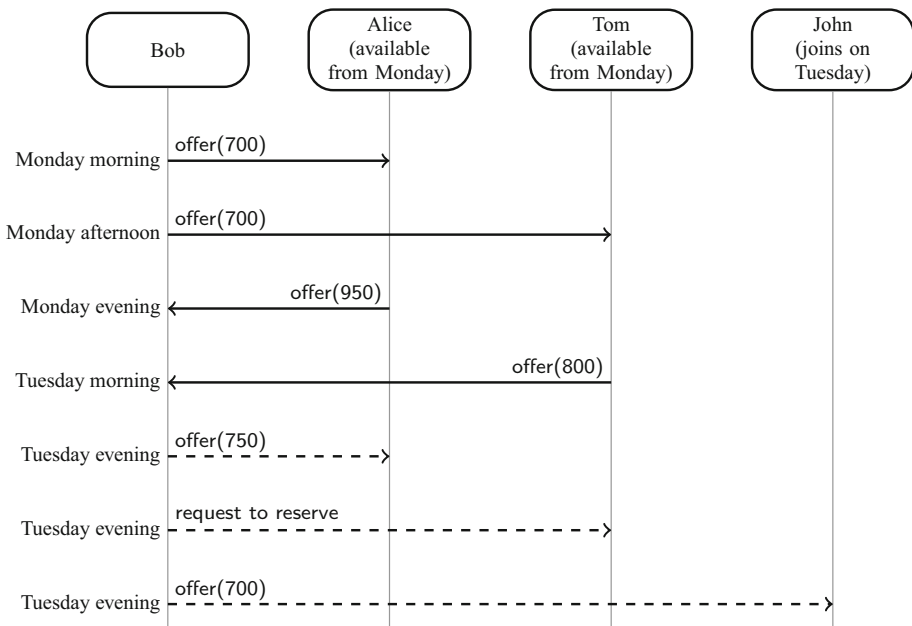 Bob
Alice
(available
from Monday)
Tom
(available
from Monday)
John
(joins on
Tuesday)
Monday morning
offer(700)
Monday afternoon
offer(700)
Monday evening
offer(950)
Tuesday morning
offer(800)
Tuesday evening
offer(750)
Tuesday evening
request to reserve
Tuesday evening
offer(700)